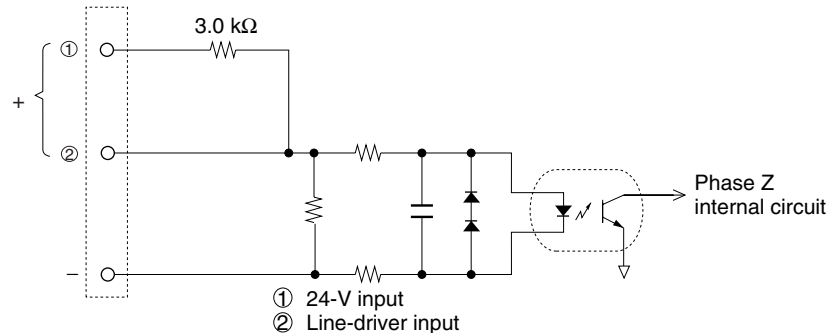 3.0 kΩ
①
+
②
Phase Z
internal circuit
−
① 24-V input
② Line-driver input